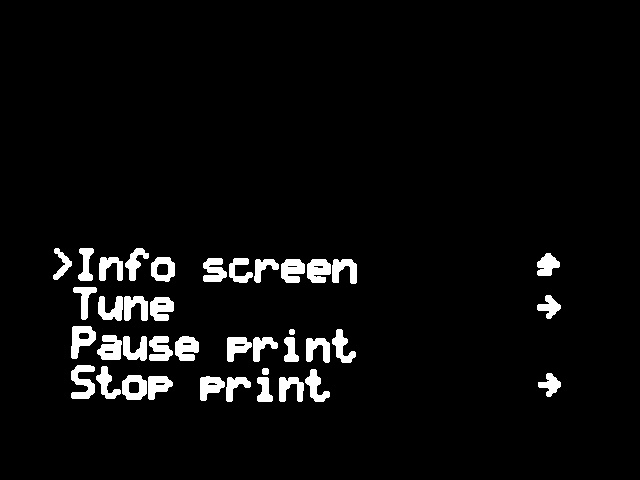 >Info screen ⬏
 Tune →
 Pause print
 Stop print →